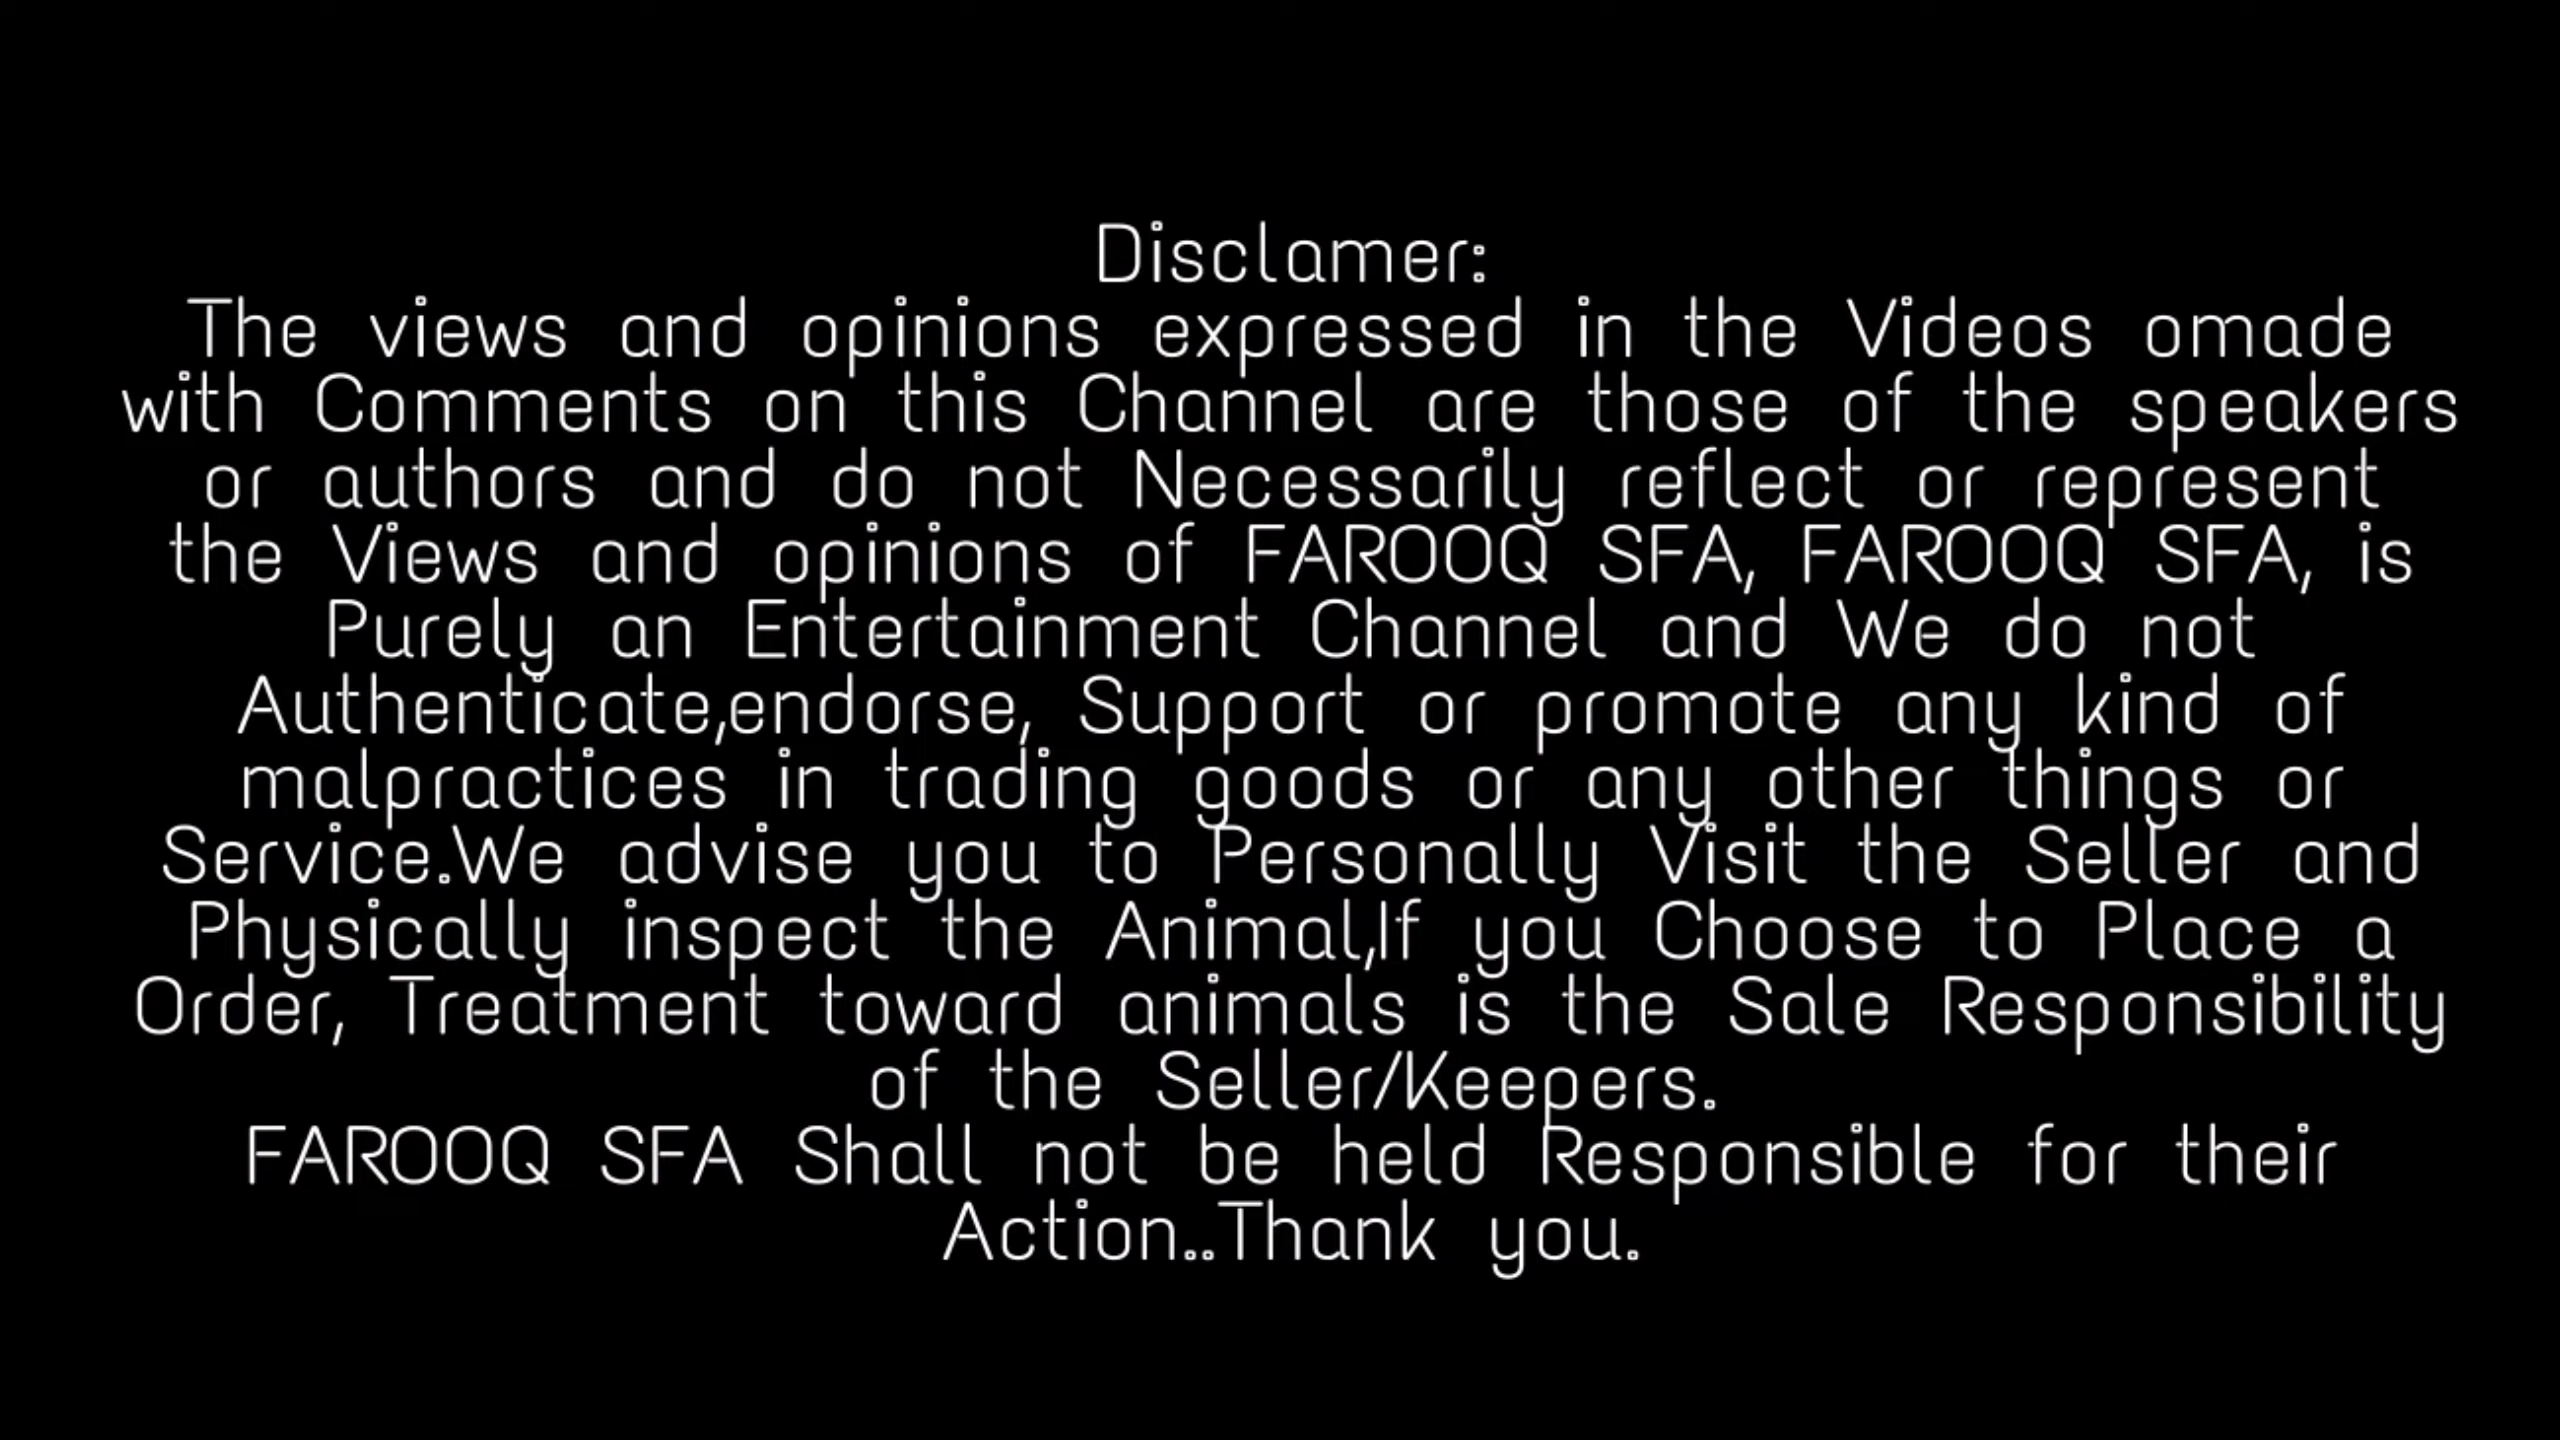 Disclamer:
The views and opinions expressed in the Videos omade
with Comments on this Channel are those of the speakers
or authors and do not Necessarily reflect or represent
the Views and opinions of FAROOQ SFA, FAROOQ SFA, is
Purely an Entertainment Channel and We do not
Authenticate,endorse, Support or promote any kind of
malpractices in trading goods or any other things or
Service.We advise you to Personally Visit the Seller and
Physically inspect the Animal,If you Choose to Place a
Order, Treatment toward animals is the Sale Responsibility
of the Seller/Keepers.
FAROOQ SFA Shall not be held Responsible for their
Action..Thank you.